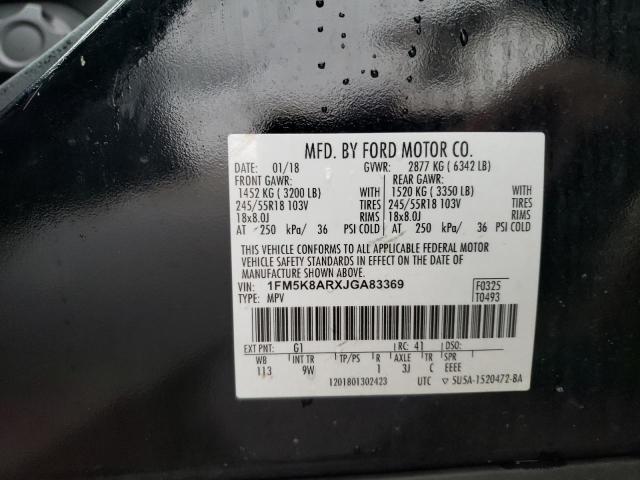 MFD. BY FORD MOTOR CO.
DATE: 01/18 GVWR: 2877 KG ( 6342 LB)
FRONT GAWR: REAR GAWR:
1452 KG ( 3200 LB) WITH 1520 KG ( 3350 LB) WITH
245/55R18 103V TIRES 245/55R18 103V TIRES
18x8.0J RIMS 18x8.0J RIMS
AT 250 kPa/ 36 PSI COLD AT 250 kPa/ 36 PSI COLD
THIS VEHICLE CONFORMS TO ALL APPLICABLE FEDERAL MOTOR
VEHICLE SAFETY STANDARDS IN EFFECT ON THE DATE OF
MANUFACTURE SHOWN ABOVE.
VIN: 1FM5K8ARXJGA83369 F0325
TYPE: MPV T0493
EXT PNT: G1 RC: 41 DSO:
WB INT TR TP/PS R AXLE TR SPR
113 9W 1 3J C EEEE
1201801302423 UTC ▽ 5U5A-1520472-BA